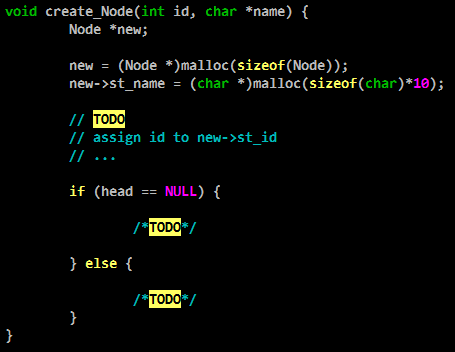 void create_Node(int id, char *name) {
Node *new;
new = (Node *)malloc(sizeof(Node));
new->st_name = (char *)malloc(sizeof(char)*10);
// TODO
// assign id to new->st_id
// ...
if (head == NULL) {
/*TODO*/
} else {
/*TODO*/
}
}